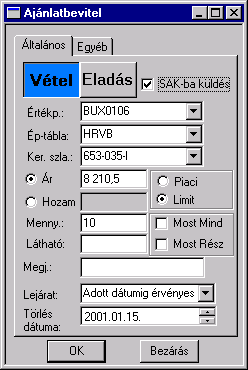 Ajánlatbevitel
Általános Egyéb
Vétel Eladás SAK-ba küldés
Értékp.: BUX0106
Ép-tábla: HRVB
Ker. szla.: 653-035-I
Ár 8 210,5 Piaci
Hozam Limit
Menny.: 10 Most Mind
Látható: Most Rész
Megj.:
Lejárat: Adott dátumig érvényes
Törlés dátuma: 2001.01.15.
OK Bezárás